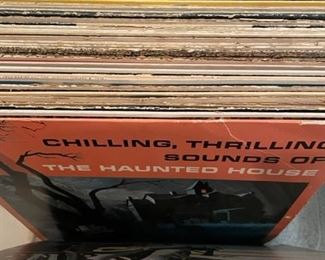 CHILLING, THRILLING
SOUNDS OF
THE HAUNTED HOUSE